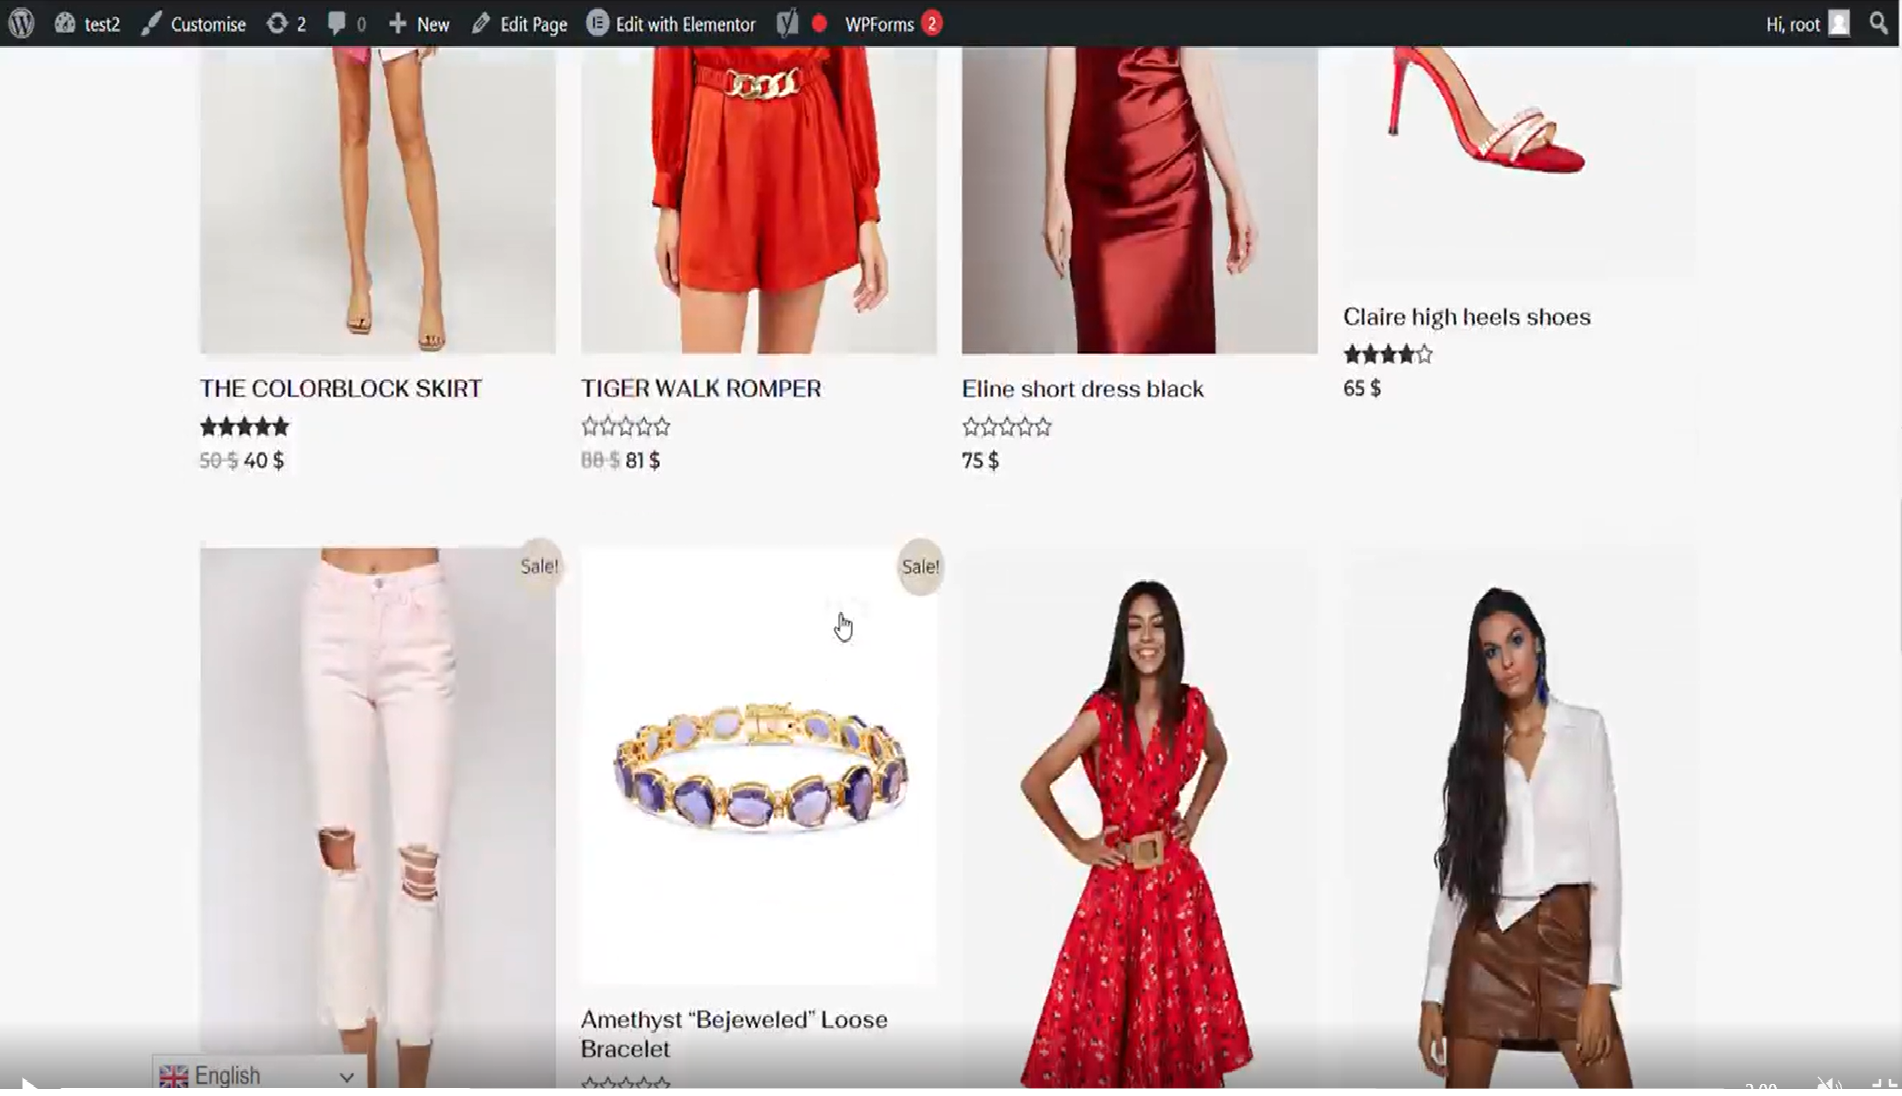 test2 Customise 2 0 New Edit Page Edit with Elementor WPForms 2 Hi, root
Claire high heels shoes
65 $
THE COLORBLOCK SKIRT TIGER WALK ROMPER Eline short dress black
50 $ 40 $ 88 $ 81 $ 75 $
Sale! Sale!
Amethyst “Bejeweled” Loose
Bracelet
English